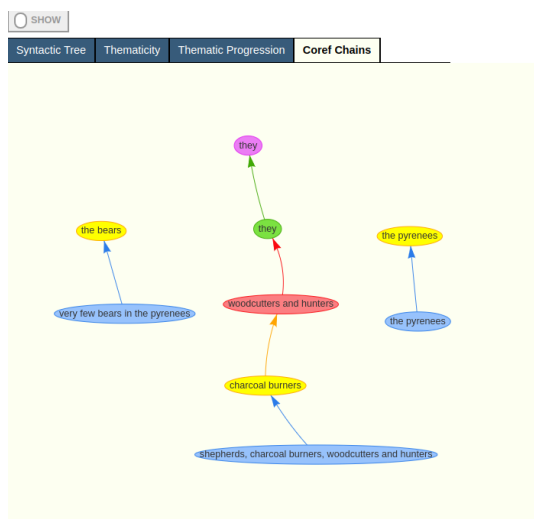 SHOW
Syntactic Tree Thematicity Thematic Progression Coref Chains
they
the bears
they
the pyrenees
very few bears in the pyrenees
woodcutters and hunters
the pyrenees
charcoal burners
shepherds, charcoal burners, woodcutters and hunters